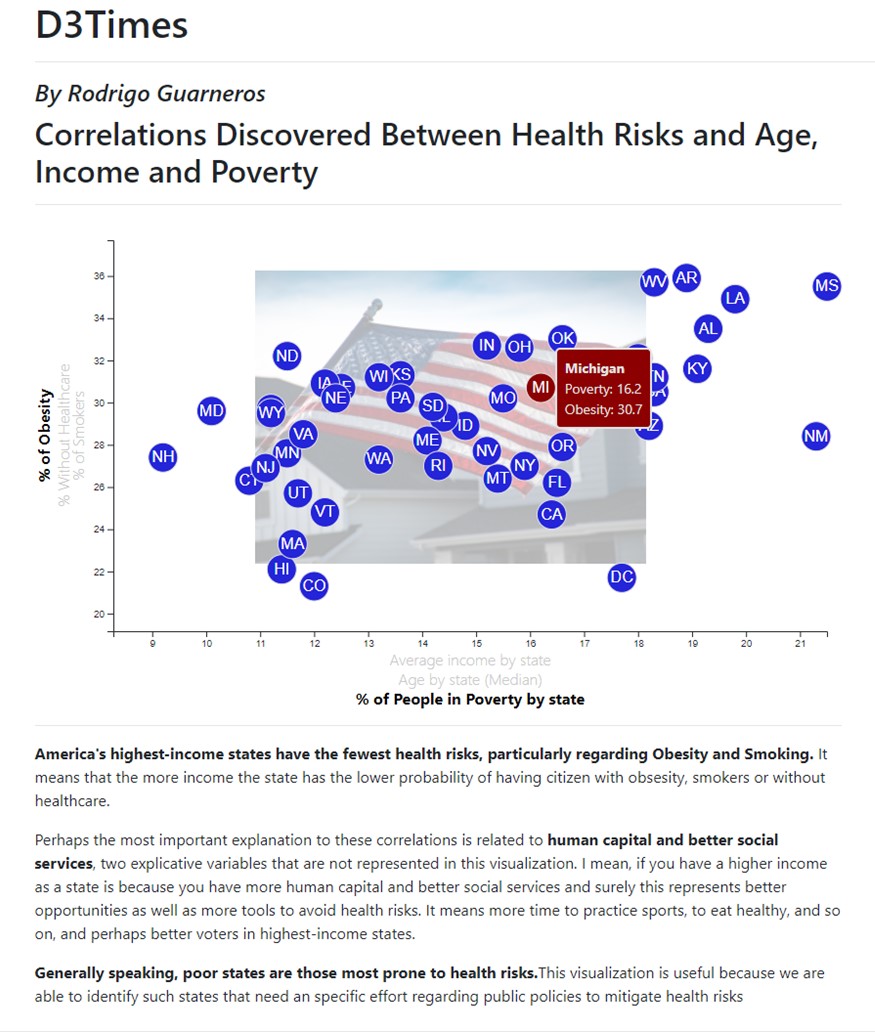 D3Times
By Rodrigo Guarneros
Correlations Discovered Between Health Risks and Age,
Income and Poverty
36
34
32
30
28
26
24
22
20
% of Obesity
% Without Healthcare
% of Smokers
WV
AR
MS
LA
AL
OK
IN
OH
ND
KY
WI
KS
IA
NE
MI
Michigan
Poverty: 16.2
Obesity: 30.7
PA
MO
SD
MD
WY
ID
VA
ME
NM
NH
MN
WA
NV
OR
NJ
RI
NY
MT
FL
UT
VT
CA
MA
HI
CO
DC
9
10
11
12
13
14
15
16
17
18
19
20
21
Average income by state
Age by state (Median)
% of People in Poverty by state
America's highest-income states have the fewest health risks, particularly regarding Obesity and Smoking. It
means that the more income the state has the lower probability of having citizen with obsesity, smokers or without
healthcare.
Perhaps the most important explanation to these correlations is related to human capital and better social
services, two explicative variables that are not represented in this visualization. I mean, if you have a higher income
as a state is because you have more human capital and better social services and surely this represents better
opportunities as well as more tools to avoid health risks. It means more time to practice sports, to eat healthy, and so
on, and perhaps better voters in highest-income states.
Generally speaking, poor states are those most prone to health risks.This visualization is useful because we are
able to identify such states that need an specific effort regarding public policies to mitigate health risks